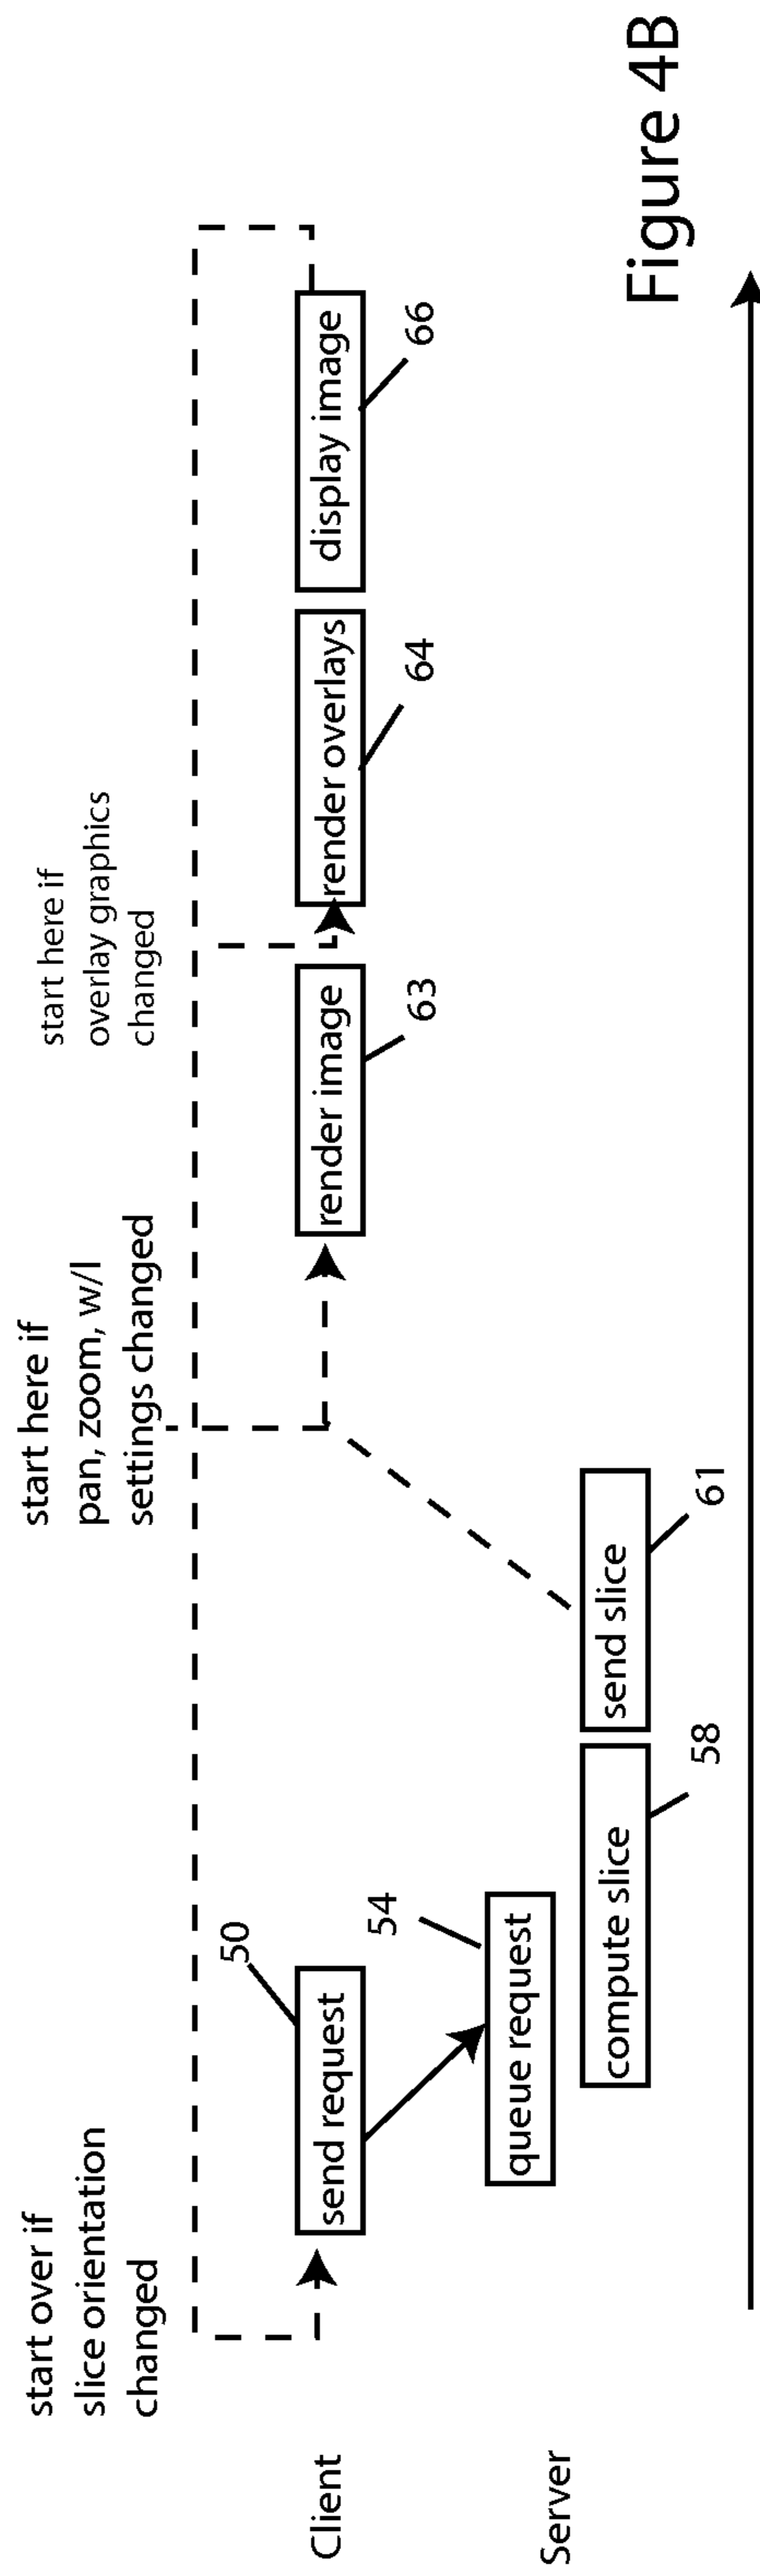 start over if
slice orientation
changed
start here if
pan, zoom, w/l
settings changed
start here if
overlay graphics
changed
Client
send request
50
render image
63
render overlays
64
display image
66
Server
queue request
54
compute slice
58
send slice
61
Figure 4B